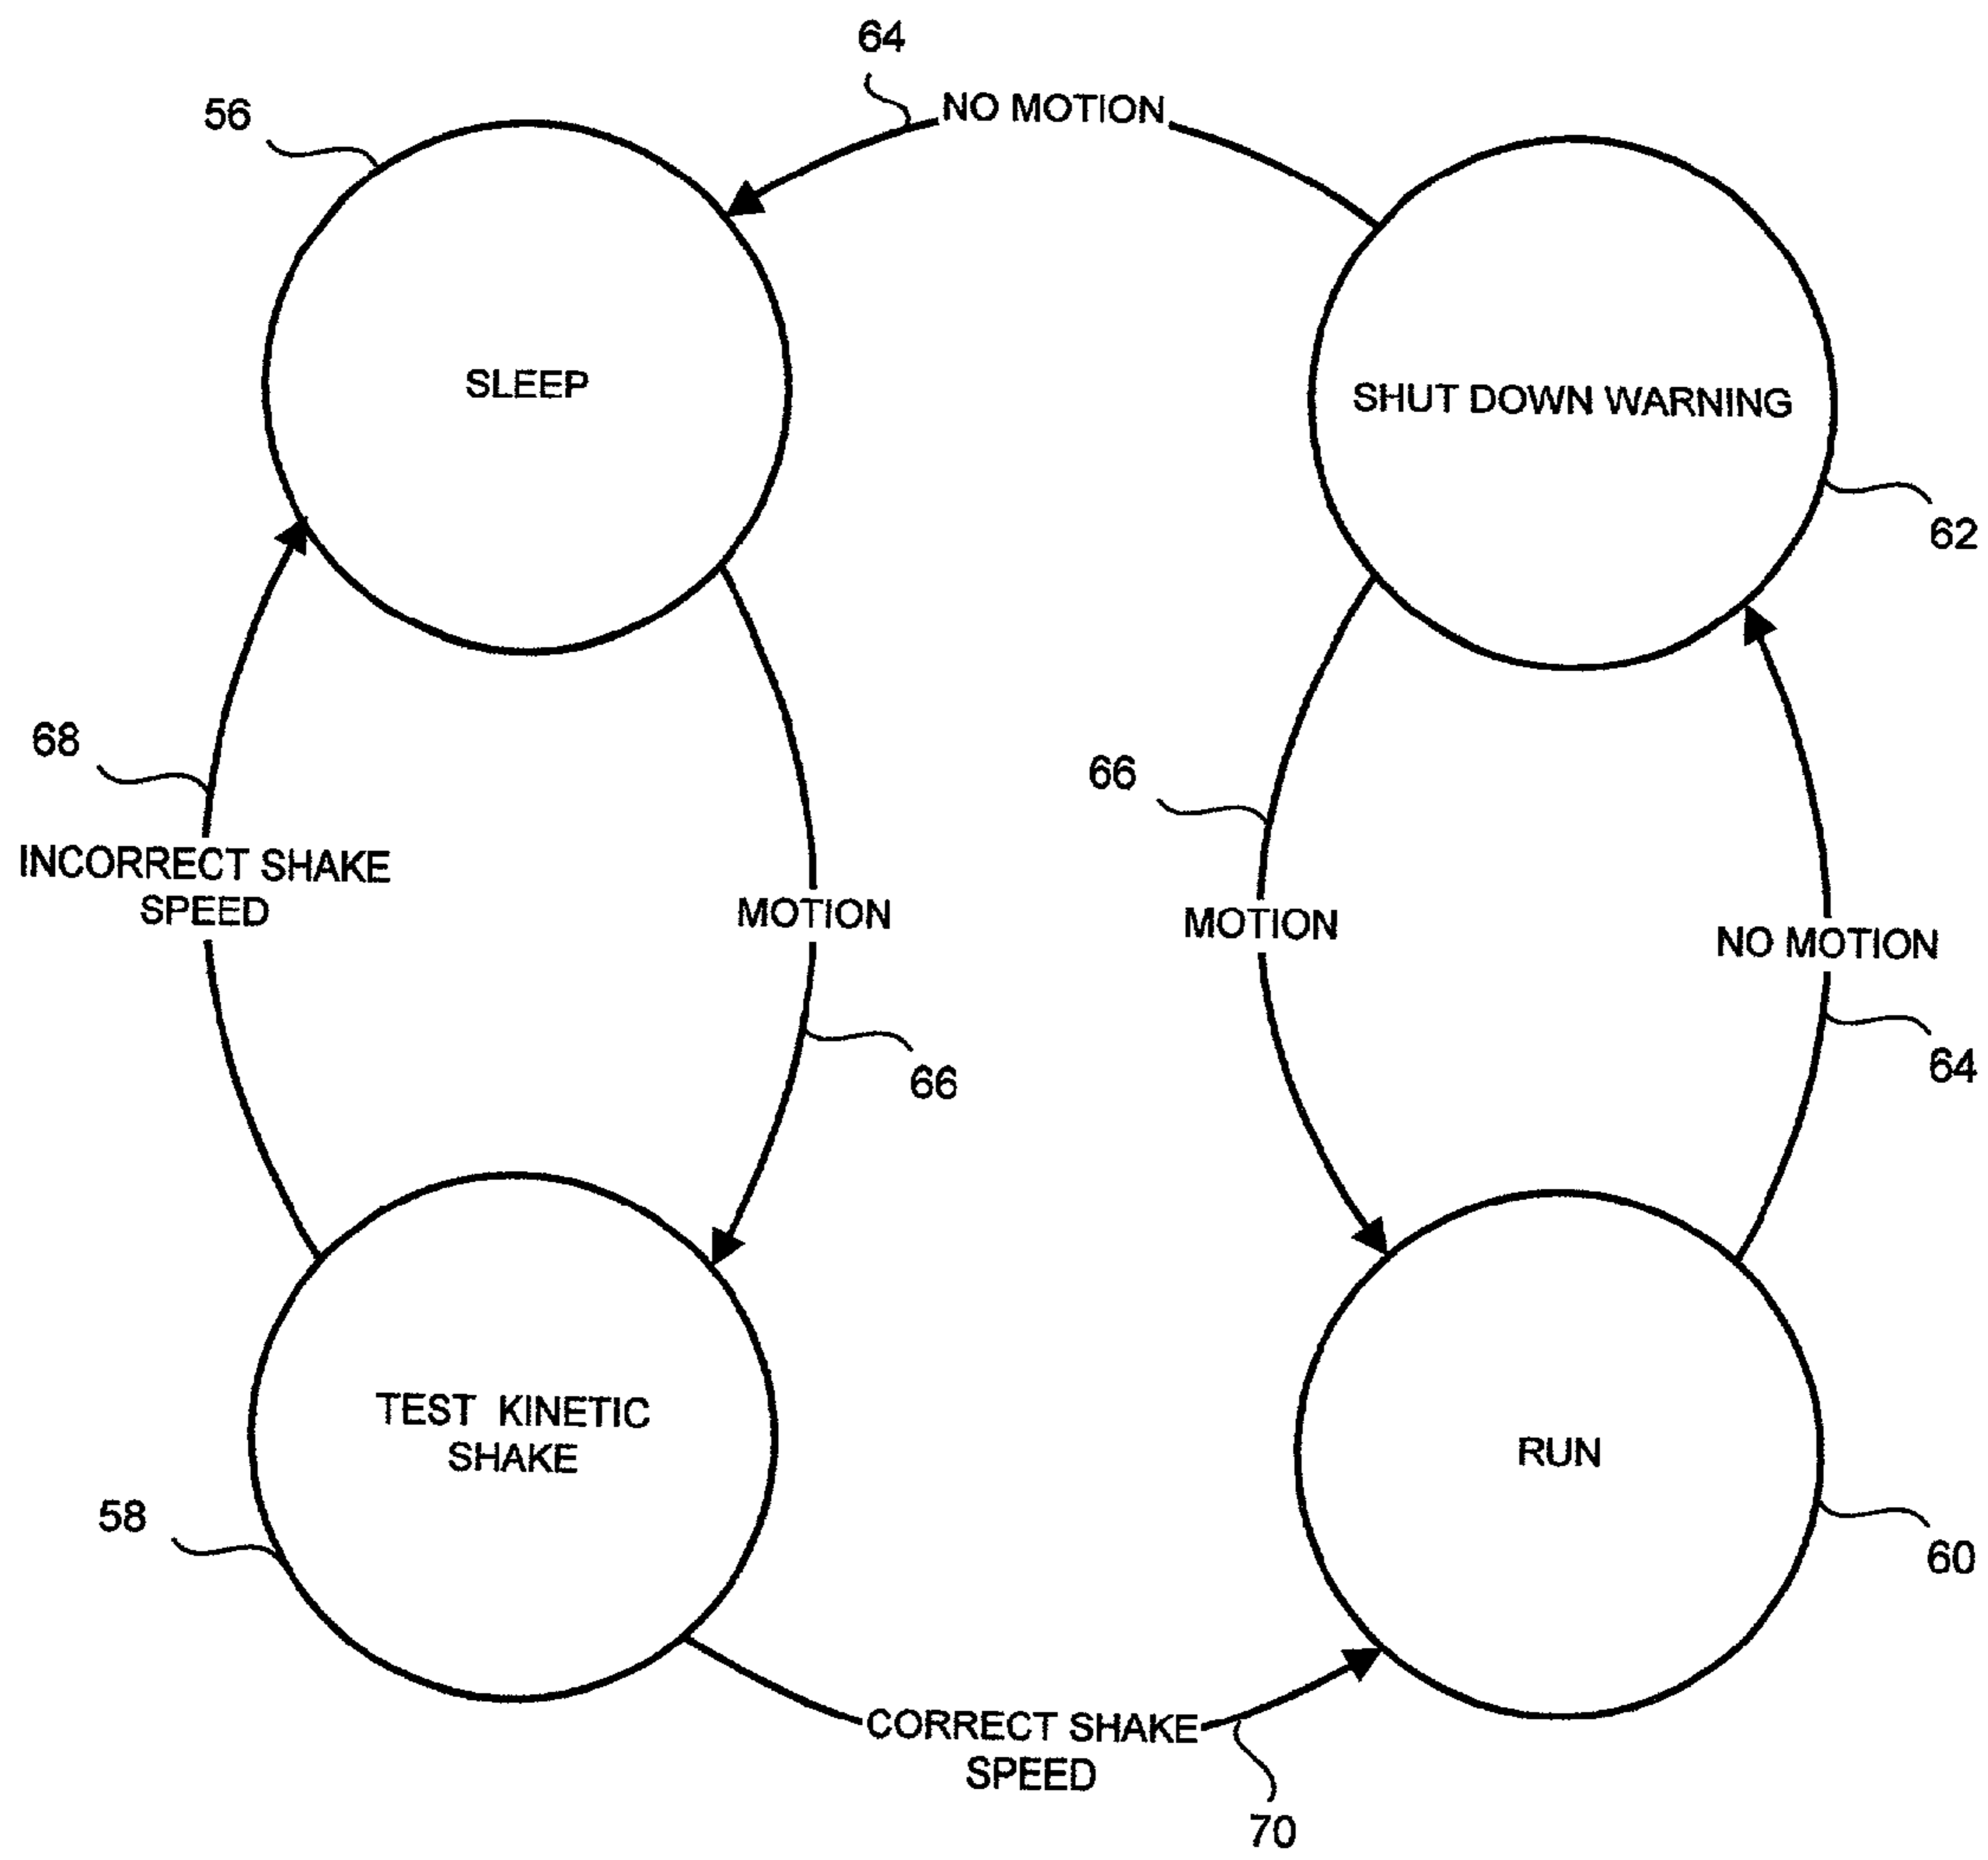 64
NO MOTION
56
SLEEP
SHUT DOWN WARNING
62
68
66
INCORRECT SHAKE
SPEED
MOTION
MOTION
NO MOTION
66
64
TEST KINETIC
SHAKE
RUN
58
60
CORRECT SHAKE
SPEED
70